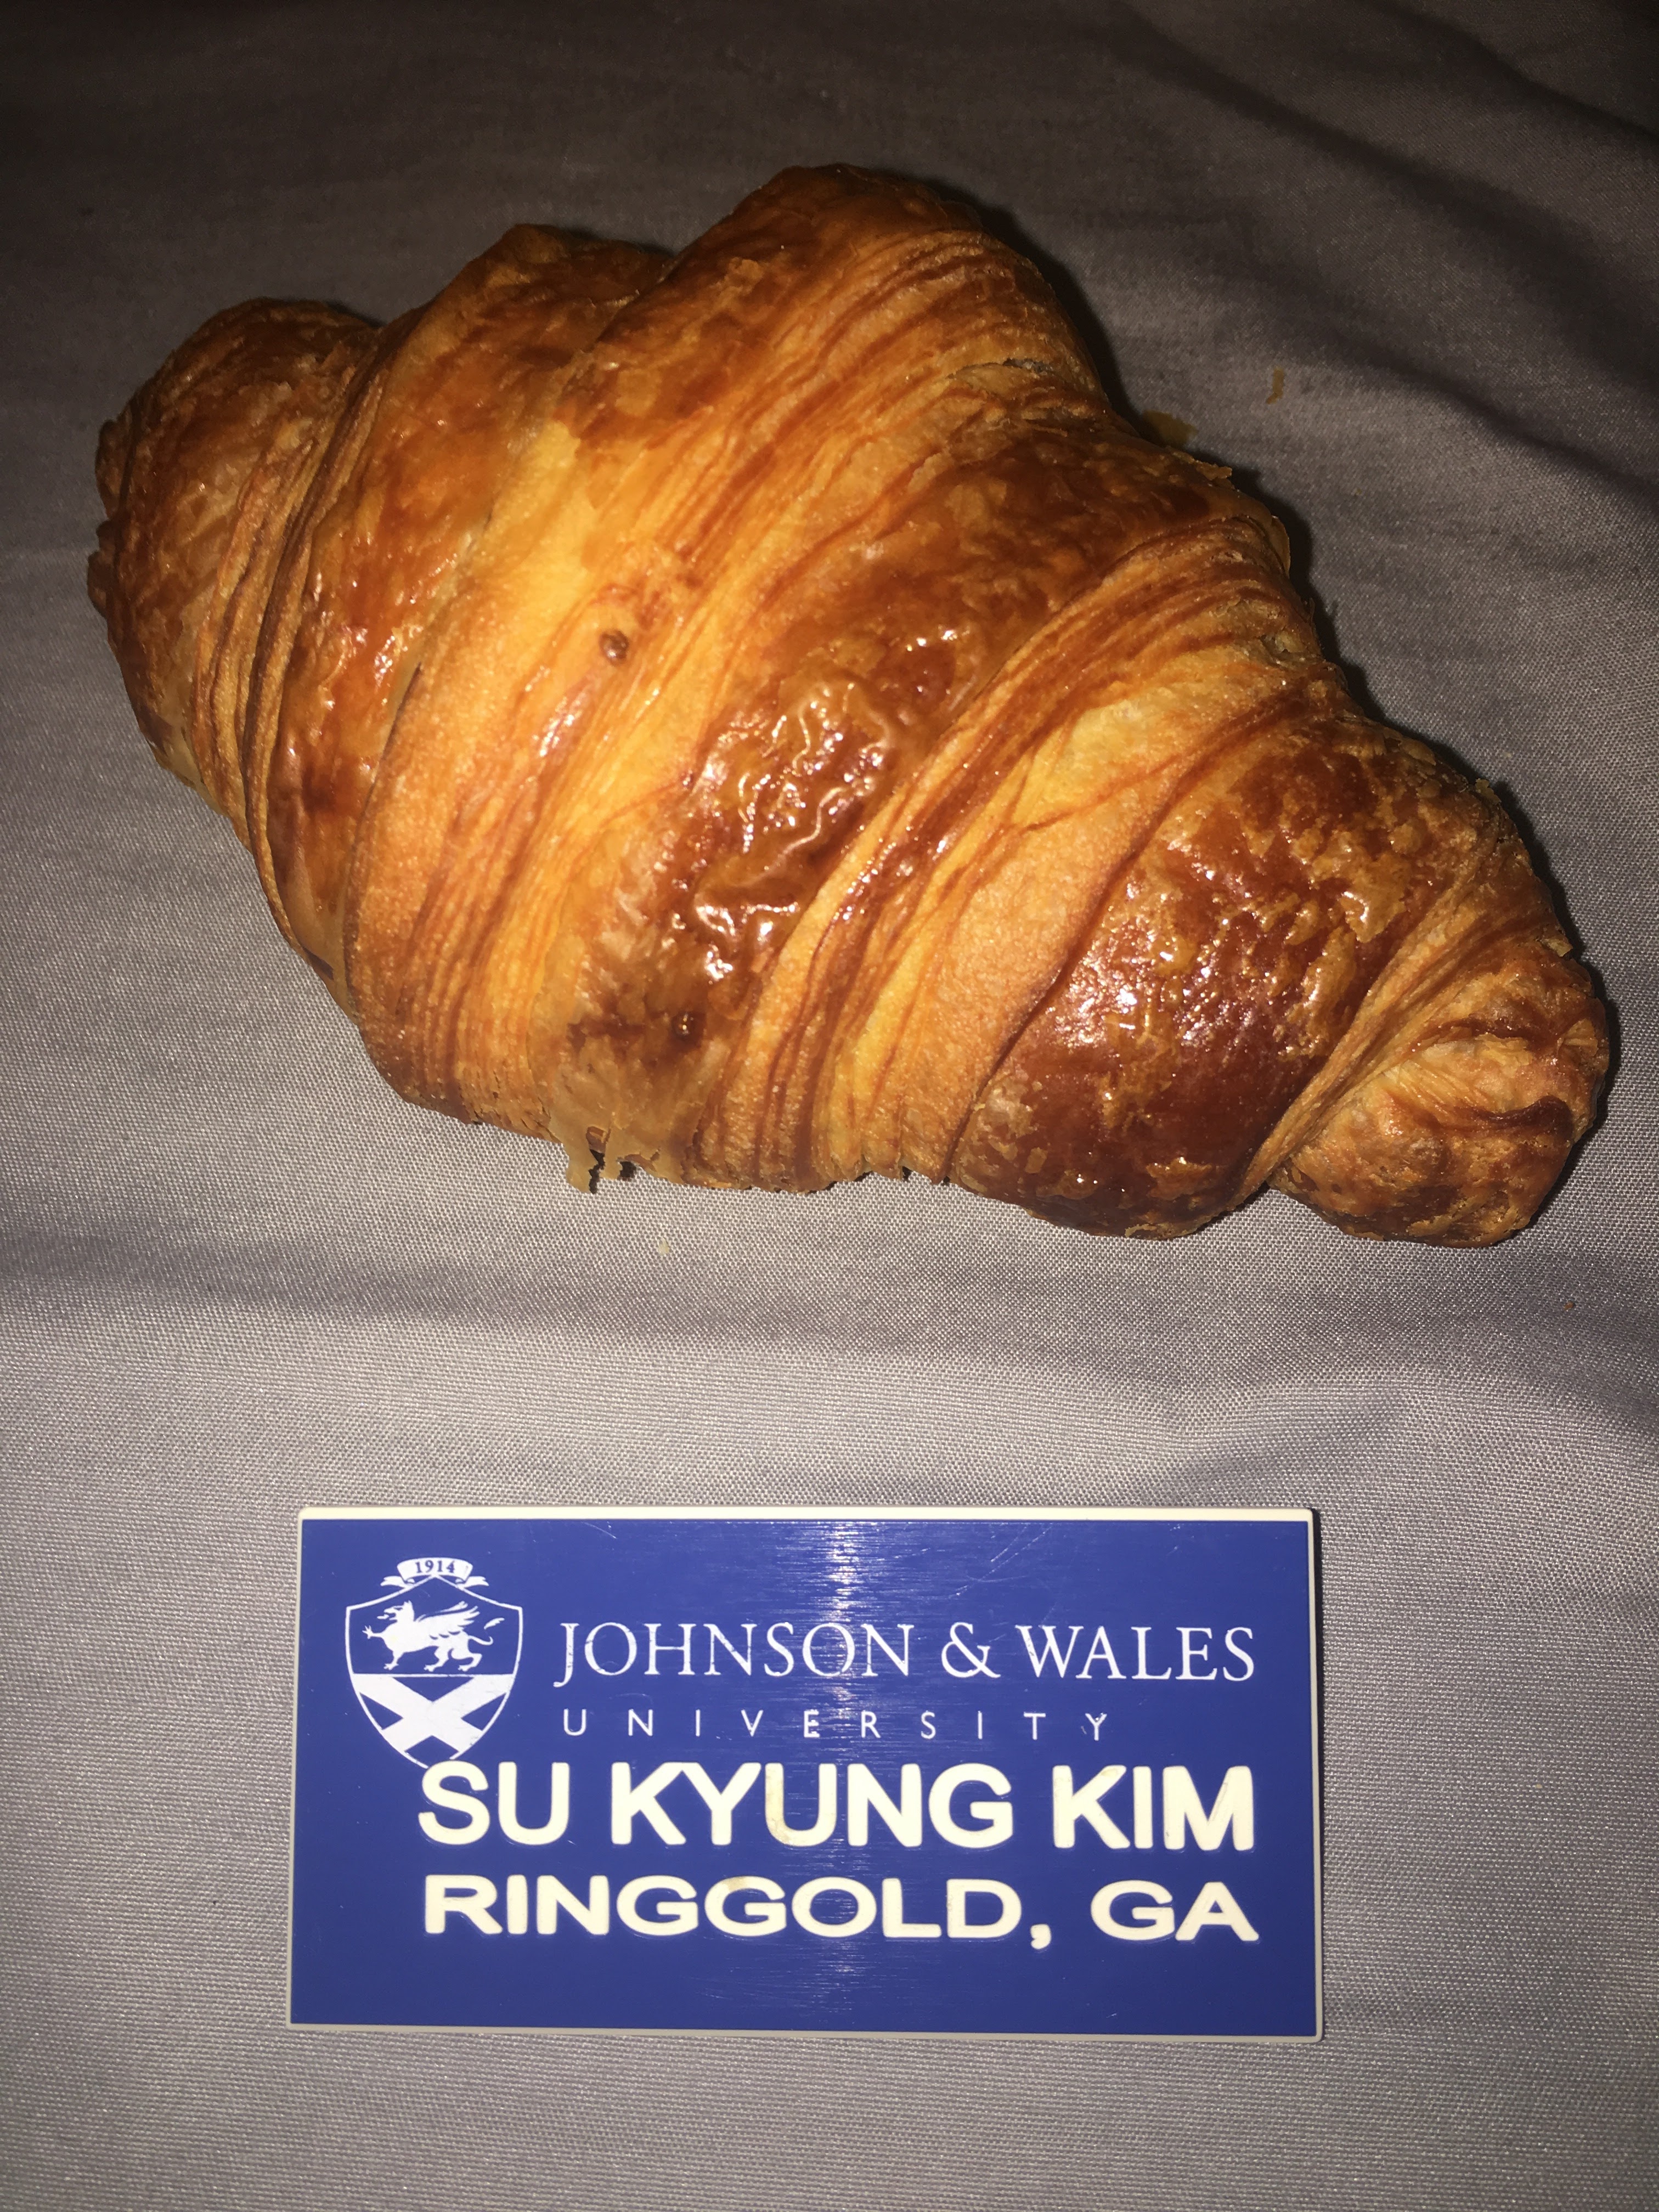 1914
JOHNSON & WALES
UNIVERSITY
SU KYUNG KIM
RINGGOLD, GA